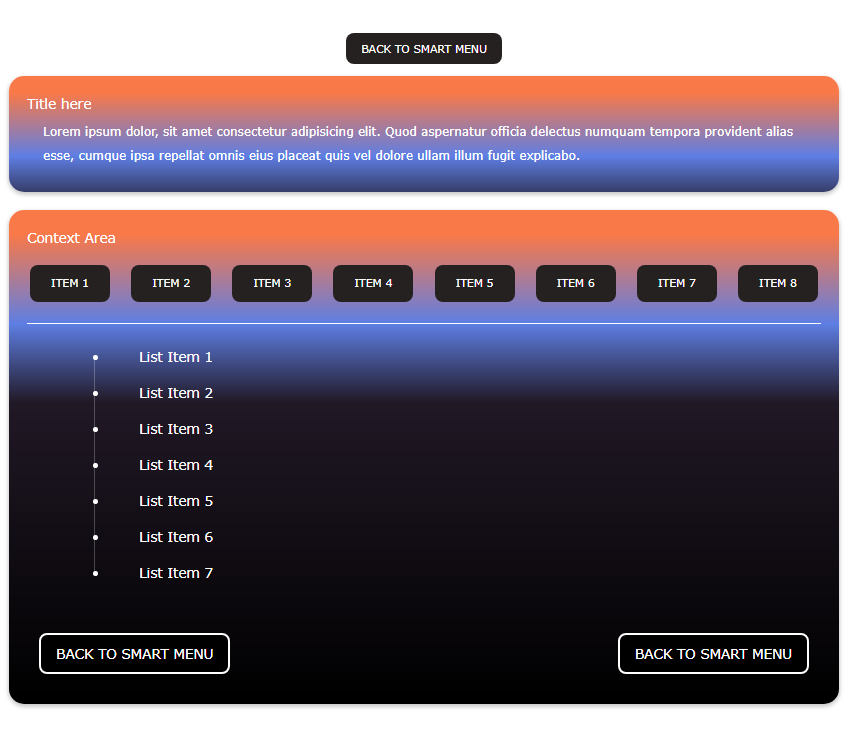 BACK TO SMART MENU
Title here
Lorem ipsum dolor, sit amet consectetur adipisicing elit. Quod aspernatur officia delectus numquam tempora provident alias
esse, cumque ipsa repellat omnis eius placeat quis vel dolore ullam illum fugit explicabo.
Context Area
ITEM 1 ITEM 2 ITEM 3 ITEM 4 ITEM 5 ITEM 6 ITEM 7 ITEM 8
List Item 1
List Item 2
List Item 3
List Item 4
List Item 5
List Item 6
List Item 7
BACK TO SMART MENU BACK TO SMART MENU